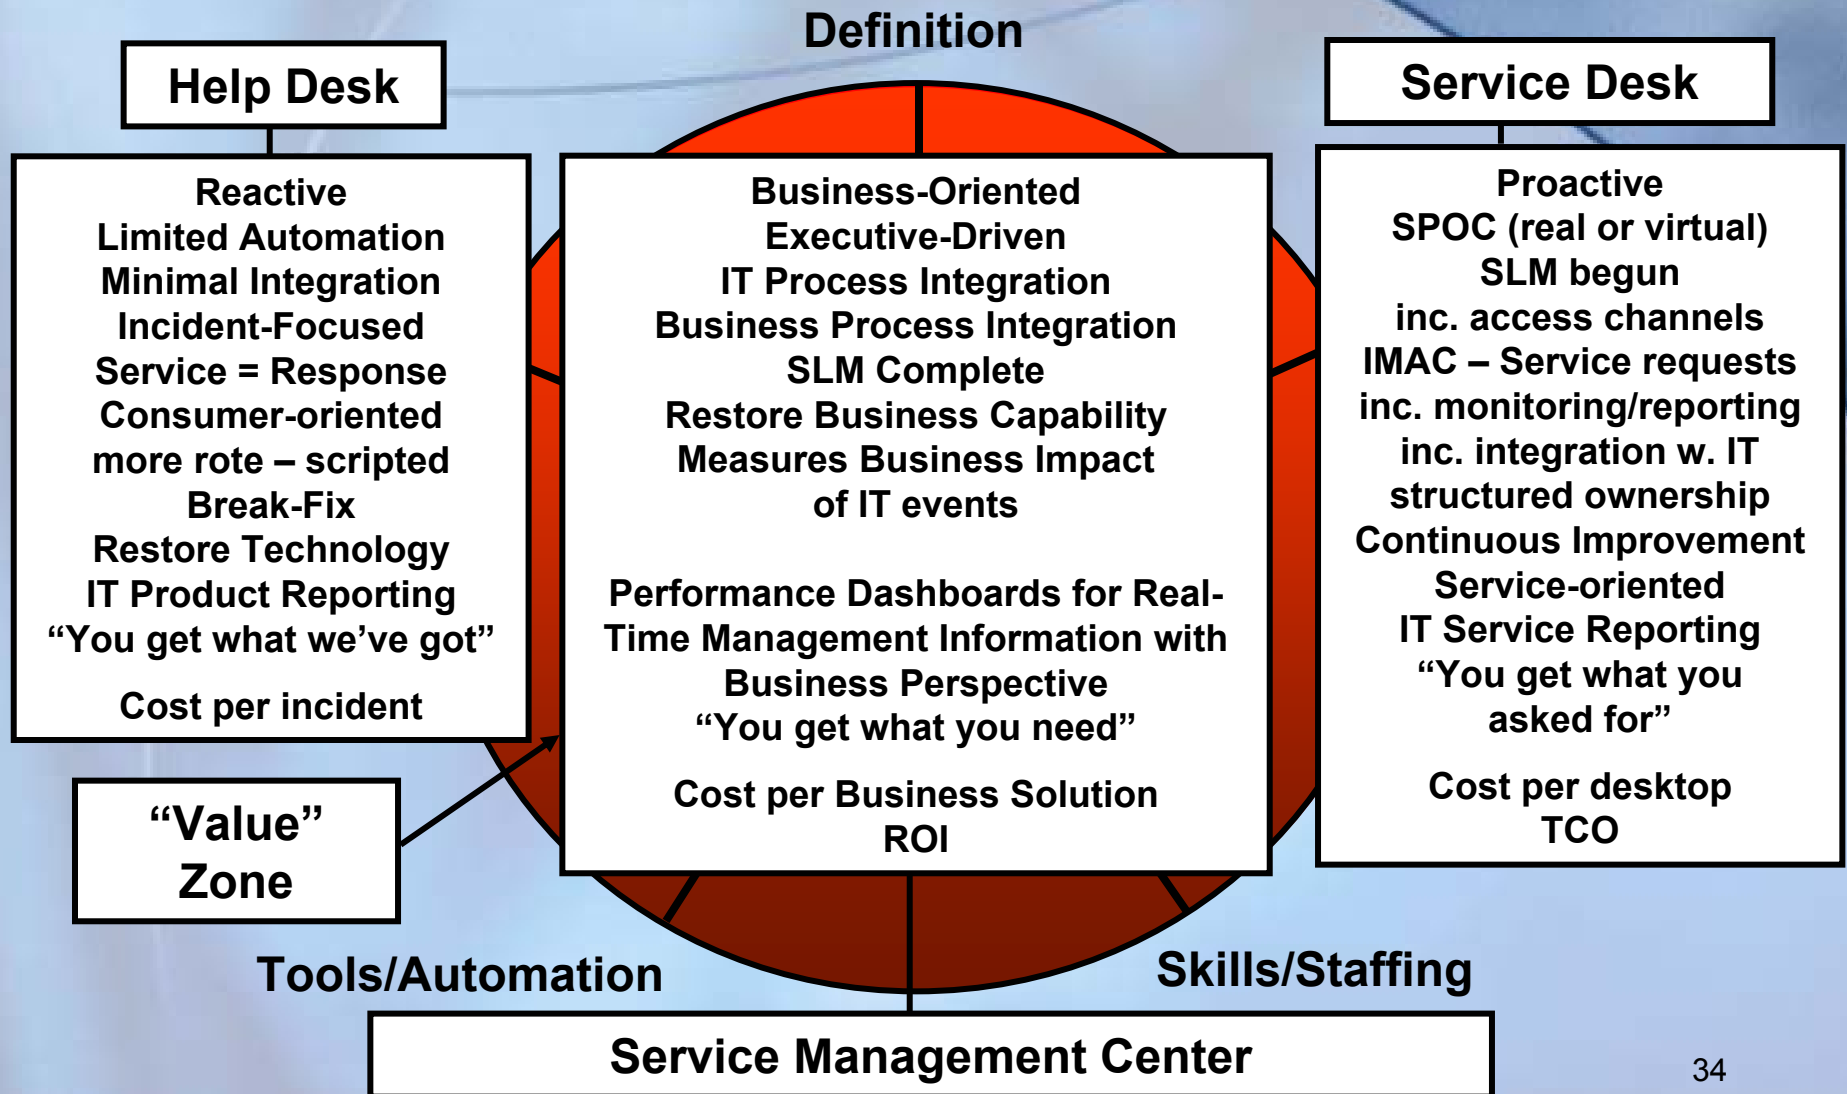 Definition
Help Desk
Reactive
Limited Automation
Minimal Integration
Incident-Focused
Service = Response
Consumer-oriented
more rote – scripted
Break-Fix
Restore Technology
IT Product Reporting
“You get what we’ve got”
Cost per incident
Business-Oriented
Executive-Driven
IT Process Integration
Business Process Integration
SLM Complete
Restore Business Capability
Measures Business Impact
of IT events
Performance Dashboards for Real-
Time Management Information with
Business Perspective
“You get what you need”
Cost per Business Solution
ROI
Service Desk
Proactive
SPOC (real or virtual)
SLM begun
inc. access channels
IMAC – Service requests
inc. monitoring/reporting
inc. integration w. IT
structured ownership
Continuous Improvement
Service-oriented
IT Service Reporting
“You get what you
asked for”
Cost per desktop
TCO
“Value”
Zone
Tools/Automation
Skills/Staffing
Service Management Center
34